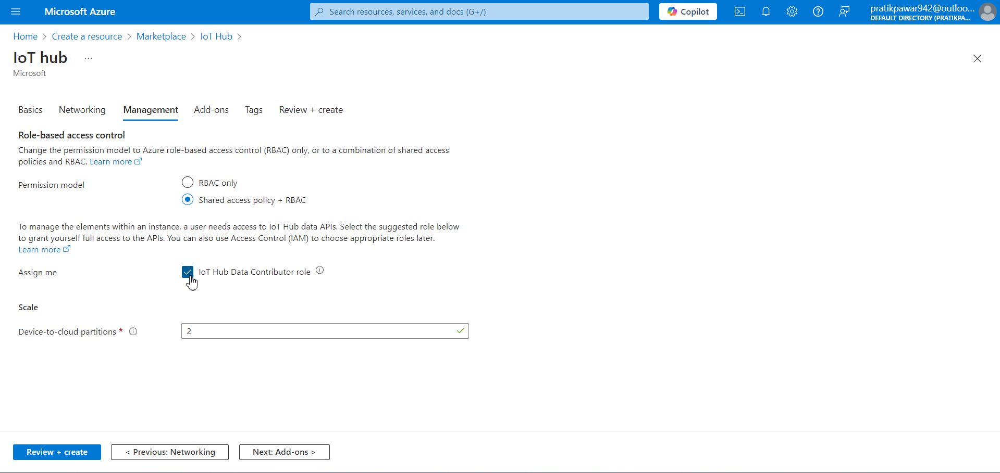 Microsoft Azure
Search resources, services, and docs (G+/)
Copilot
pratikpawar942@outloo...
DEFAULT DIRECTORY (PRATIKPA...
Home > Create a resource > Marketplace > IoT Hub >
IoT hub ...
Microsoft
Basics Networking Management Add-ons Tags Review + create
Role-based access control
Change the permission model to Azure role-based access control (RBAC) only, or to a combination of shared access
policies and RBAC. Learn more
Permission model
RBAC only
Shared access policy + RBAC
To manage the elements within an instance, a user needs access to IoT Hub data APIs. Select the suggested role below
to grant yourself full access to the APIs. You can also use Access Control (IAM) to choose appropriate roles later.
Learn more
Assign me
IoT Hub Data Contributor role
Scale
Device-to-cloud partitions *
2
Review + create
< Previous: Networking
Next: Add-ons >